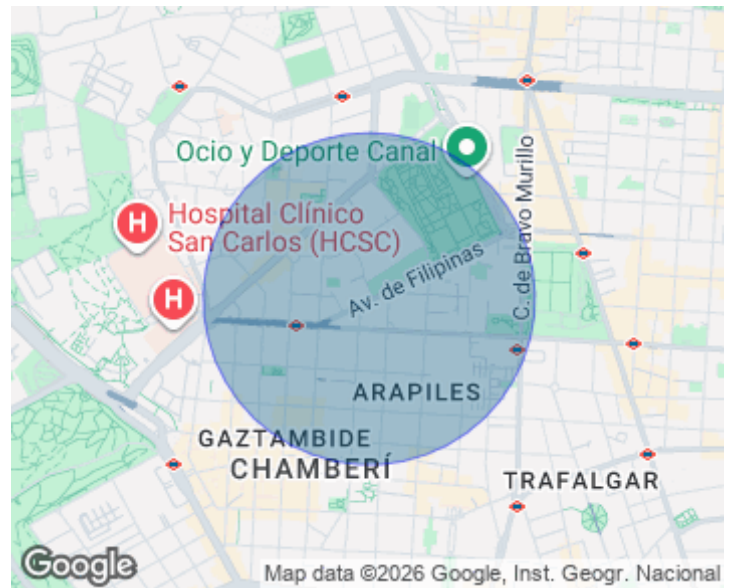 Ocio y Deporte Canal
H
Hospital Clínico
San Carlos (HCSC)
C. de Bravo Murillo
Av. de Filipinas
H
ARAPILES
GAZTAMBIDE
CHAMBERÍ
TRAFALGAR
Google
Map data ©2026 Google, Inst. Geogr. Nacional